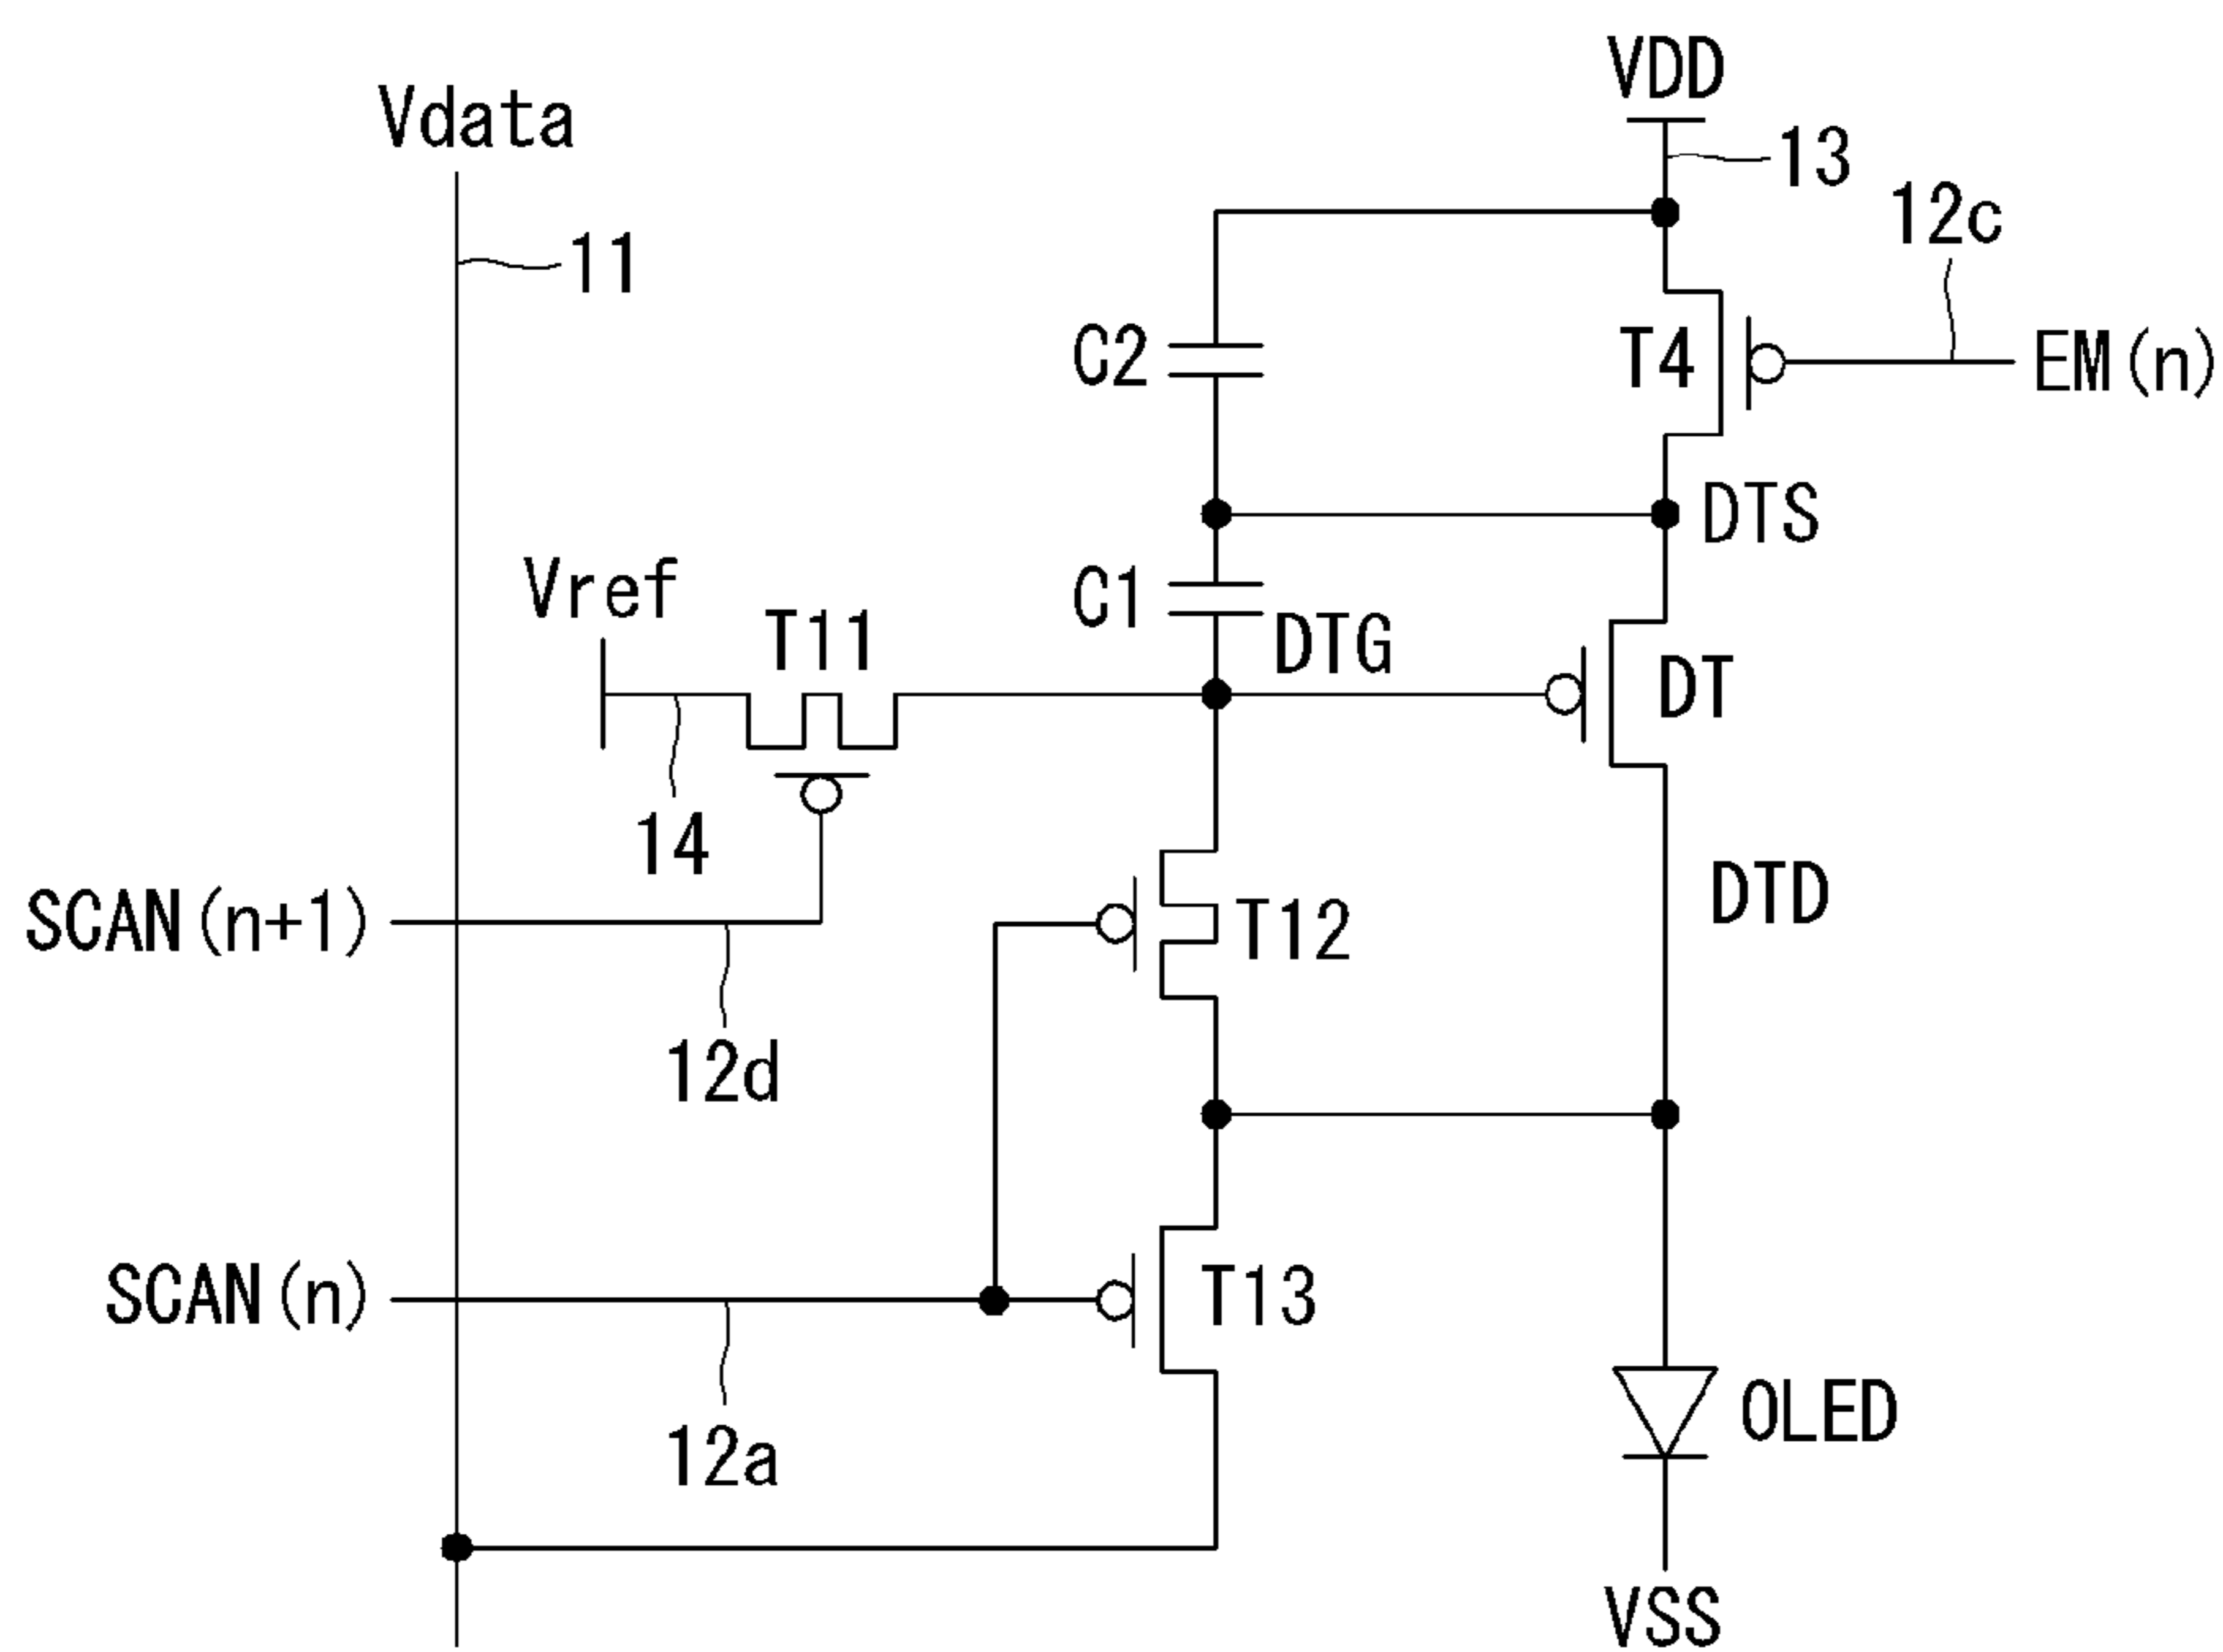 VDD
Vdata
13
12c
11
C2
T4
EM(n)
DTS
Vref
C1
T11
DTG
DT
14
SCAN(n+1)
T12
DTD
12d
SCAN(n)
T13
12a
OLED
VSS